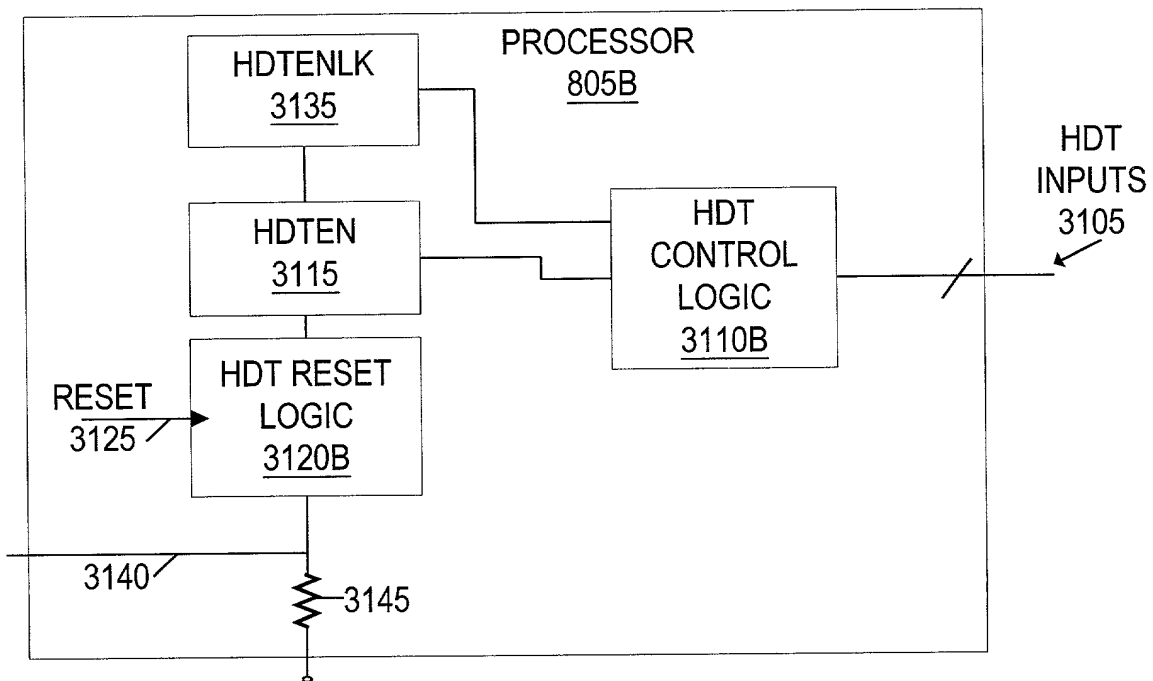 PROCESSOR
805B
HDTENLK
3135
HDTEN
3115
HDT RESET
LOGIC
3120B
RESET
3125
HDT
CONTROL
LOGIC
3110B
HDT
INPUTS
3105
3140
3145